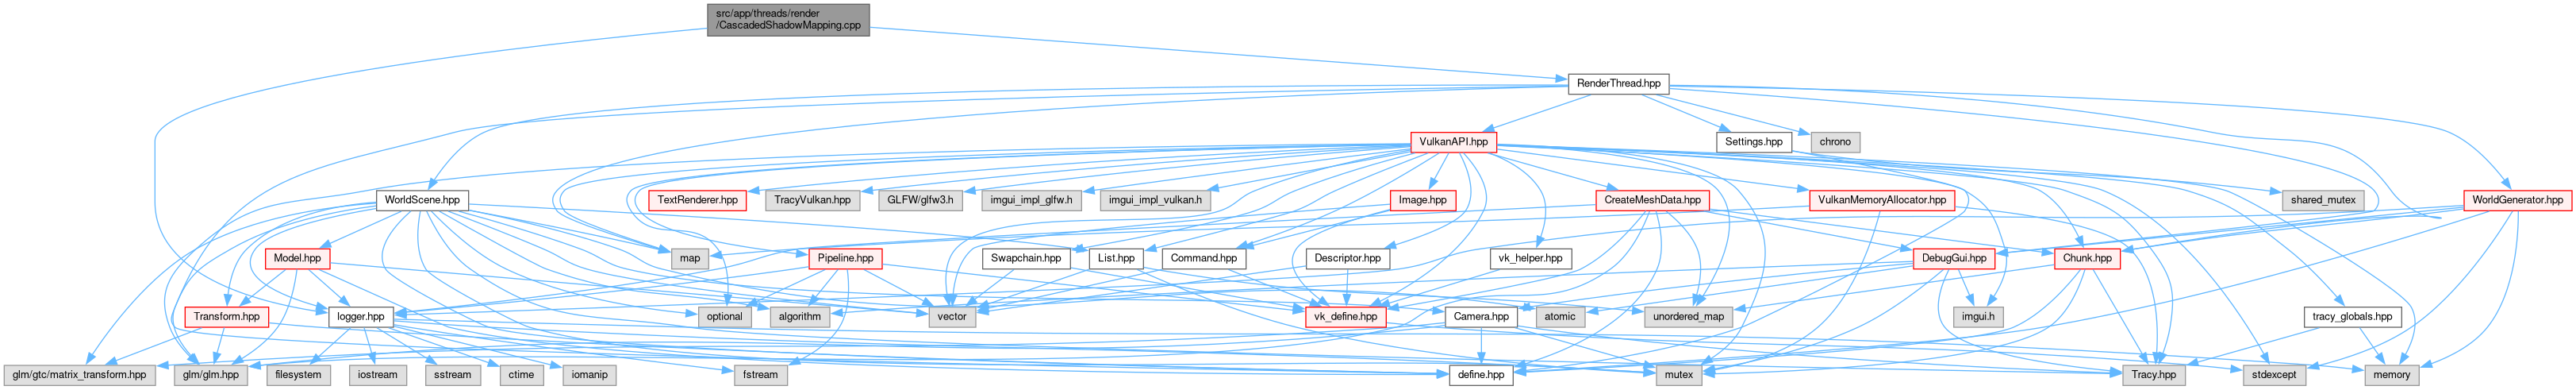 src/app/threads/render
/CascadedShadowMapping.cpp
RenderThread.hpp
VulkanAPI.hpp
Settings.hpp
chrono
WorldScene.hpp
TextRenderer.hpp
TracyVulkan.hpp
GLFW/glfw3.h
imgui_impl_glfw.h
imgui_impl_vulkan.h
Image.hpp
CreateMeshData.hpp
VulkanMemoryAllocator.hpp
shared_mutex
WorldGenerator.hpp
Model.hpp
map
Pipeline.hpp
Swapchain.hpp
List.hpp
Command.hpp
Descriptor.hpp
vk_helper.hpp
DebugGui.hpp
Chunk.hpp
Transform.hpp
logger.hpp
optional
algorithm
vector
vk_define.hpp
Camera.hpp
atomic
unordered_map
imgui.h
tracy_globals.hpp
glm/gtc/matrix_transform.hpp
glm/glm.hpp
filesystem
iostream
sstream
ctime
iomanip
fstream
define.hpp
mutex
Tracy.hpp
stdexcept
memory